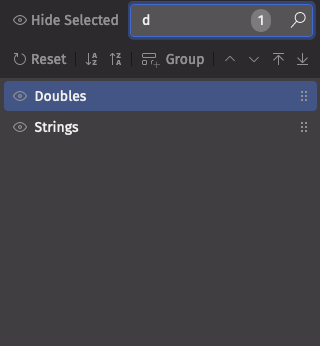 Hide Selected d 1
Reset A Z Z A Group
Doubles
Strings